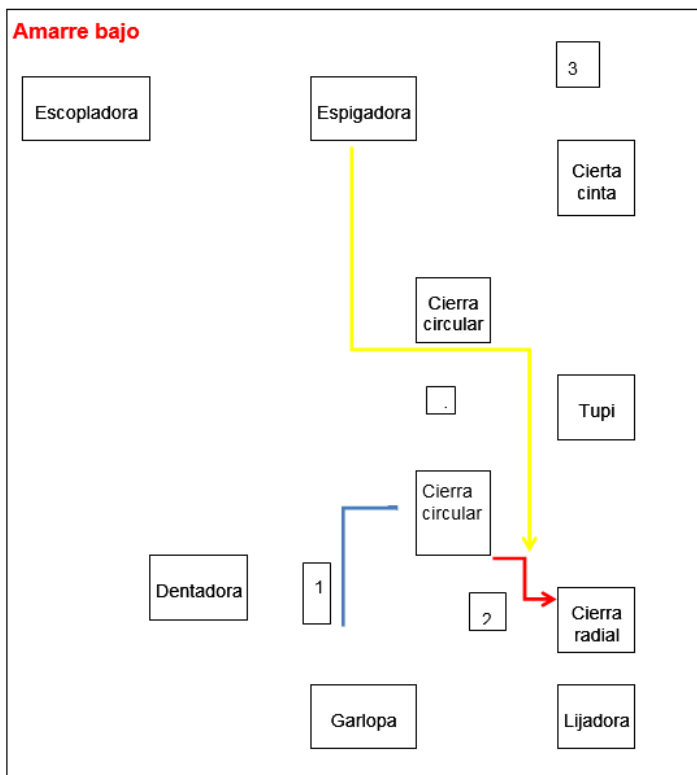 Amarre bajo
3
Escopladora
Espigadora
Cierta
cinta
Cierra
circular
.
Tupi
Cierra
circular
Dentadora
1
2
Cierra
radial
Garlopa
Lijadora